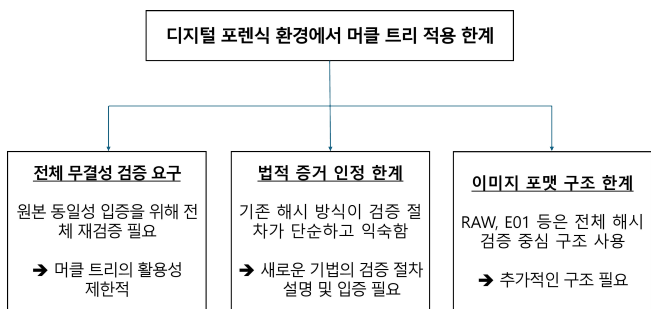 디지털 포렌식 환경에서 머클 트리 적용 한계
전체 무결성 검증 요구
원본 동일성 입증을 위해 전
체 재검증 필요
➔ 머클 트리의 활용성
제한적
법적 증거 인정 한계
기존 해시 방식이 검증 절
차가 단순하고 익숙함
➔ 새로운 기법의 검증 절차
설명 및 입증 필요
이미지 포맷 구조 한계
RAW, E01 등은 전체 해시
검증 중심 구조 사용
➔ 추가적인 구조 필요